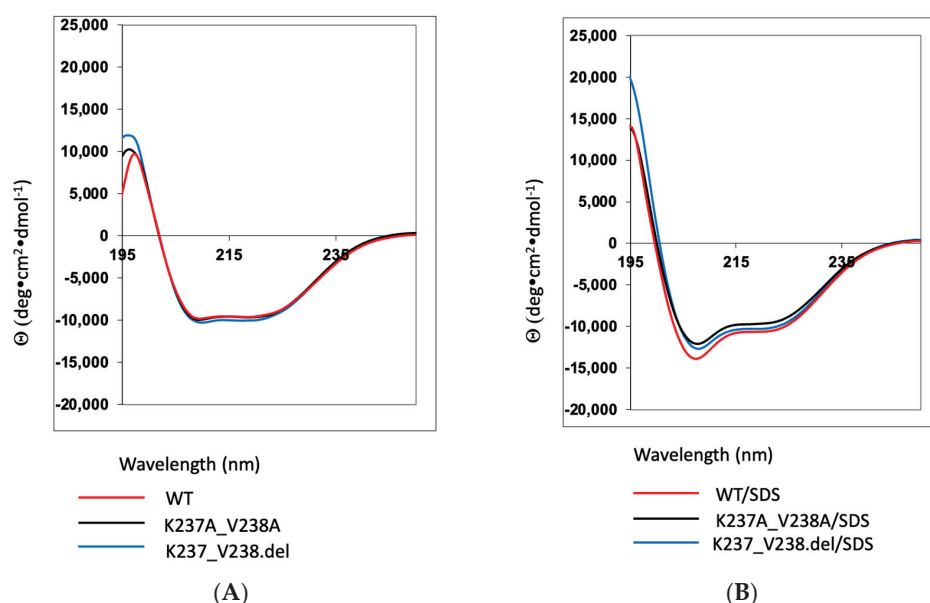 25,000
20,000
15,000
10,000
5,000
0
-5,000
-10,000
-15,000
-20,000
195
215
235
Θ (deg•cm²•dmol⁻¹)
Wavelength (nm)
WT
K237A_V238A
K237_V238.del
(A)
25,000
20,000
15,000
10,000
5,000
0
-5,000
-10,000
-15,000
-20,000
195
215
235
Θ (deg•cm²•dmol⁻¹)
Wavelength (nm)
WT/SDS
K237A_V238A/SDS
K237_V238.del/SDS
(B)